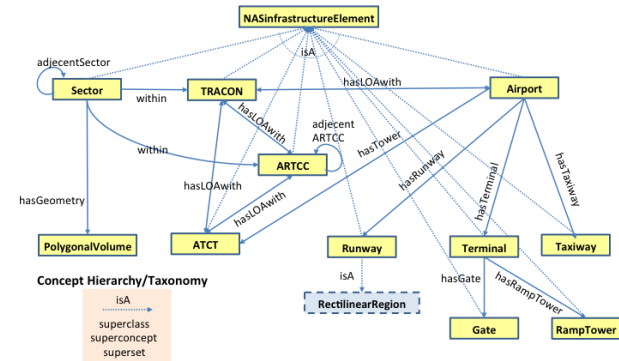 NASinfrastructureElement
isA
adjecentSector
hasLOAwith
Sector
TRACON
Airport
within
hasLOAwith
adjecent
ARTCC
within
ARTCC
hasTower
hasRunway
hasTerminal
hasTaxiway
hasLOAwith
hasLOAwith
hasGeometry
PolygonalVolume
ATCT
Runway
Terminal
Taxiway
isA
hasGate
hasRampTower
Concept Hierarchy/Taxonomy
isA
superclass
superconcept
superset
RectilinearRegion
Gate
RampTower